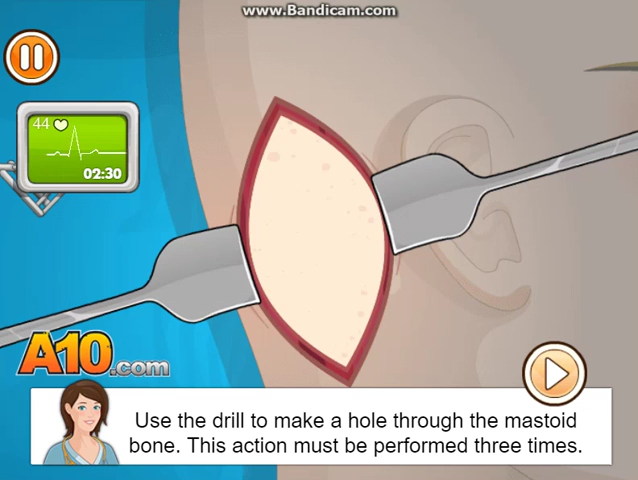 www.Bandicam.com
44
02:30
A10.com
Use the drill to make a hole through the mastoid
bone. This action must be performed three times.